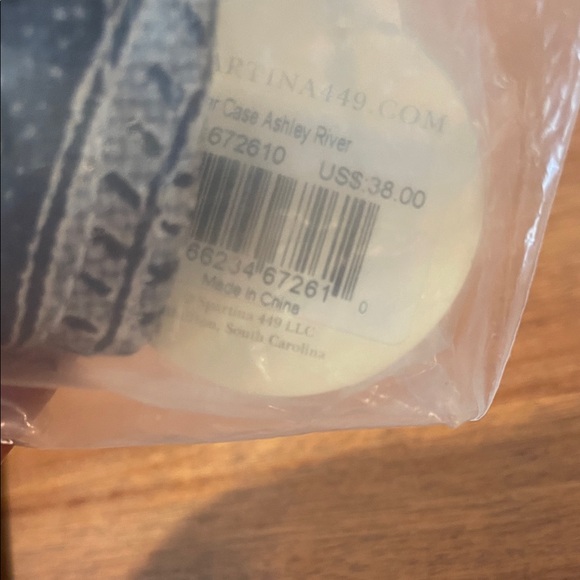 ARTINA449.COM
er Case Ashley River
672610 US$:38.00
66234 67261 0
Made in China
Spartina 449 LLC
South Carolina